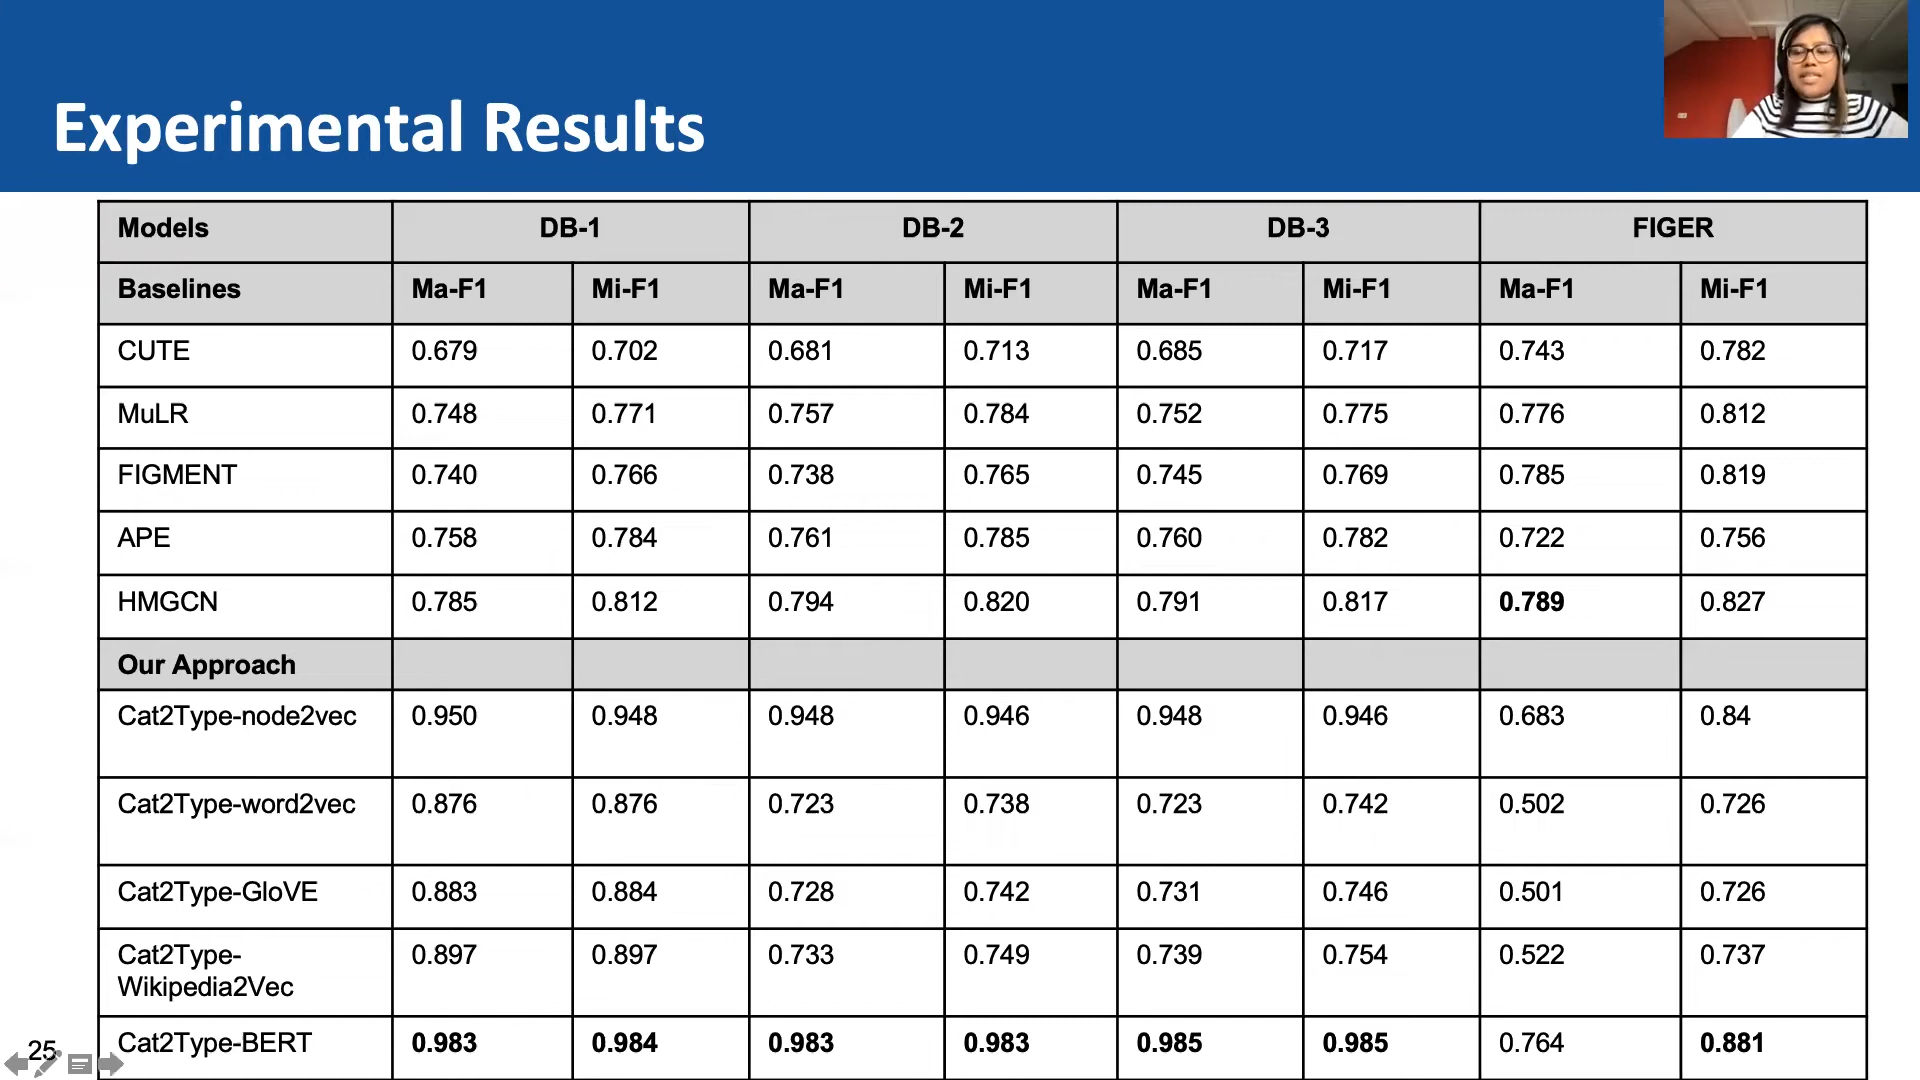 Experimental Results
Models DB-1 DB-2 DB-3 FIGER
Baselines Ma-F1 Mi-F1 Ma-F1 Mi-F1 Ma-F1 Mi-F1 Ma-F1 Mi-F1
CUTE 0.679 0.702 0.681 0.713 0.685 0.717 0.743 0.782
MuLR 0.748 0.771 0.757 0.784 0.752 0.775 0.776 0.812
FIGMENT 0.740 0.766 0.738 0.765 0.745 0.769 0.785 0.819
APE 0.758 0.784 0.761 0.785 0.760 0.782 0.722 0.756
HMGCN 0.785 0.812 0.794 0.820 0.791 0.817 0.789 0.827
Our Approach
Cat2Type-node2vec 0.950 0.948 0.948 0.946 0.948 0.946 0.683 0.84
Cat2Type-word2vec 0.876 0.876 0.723 0.738 0.723 0.742 0.502 0.726
Cat2Type-GloVE 0.883 0.884 0.728 0.742 0.731 0.746 0.501 0.726
Cat2Type- 0.897 0.897 0.733 0.749 0.739 0.754 0.522 0.737
Wikipedia2Vec
Cat2Type-BERT 0.983 0.984 0.983 0.983 0.985 0.985 0.764 0.881
25